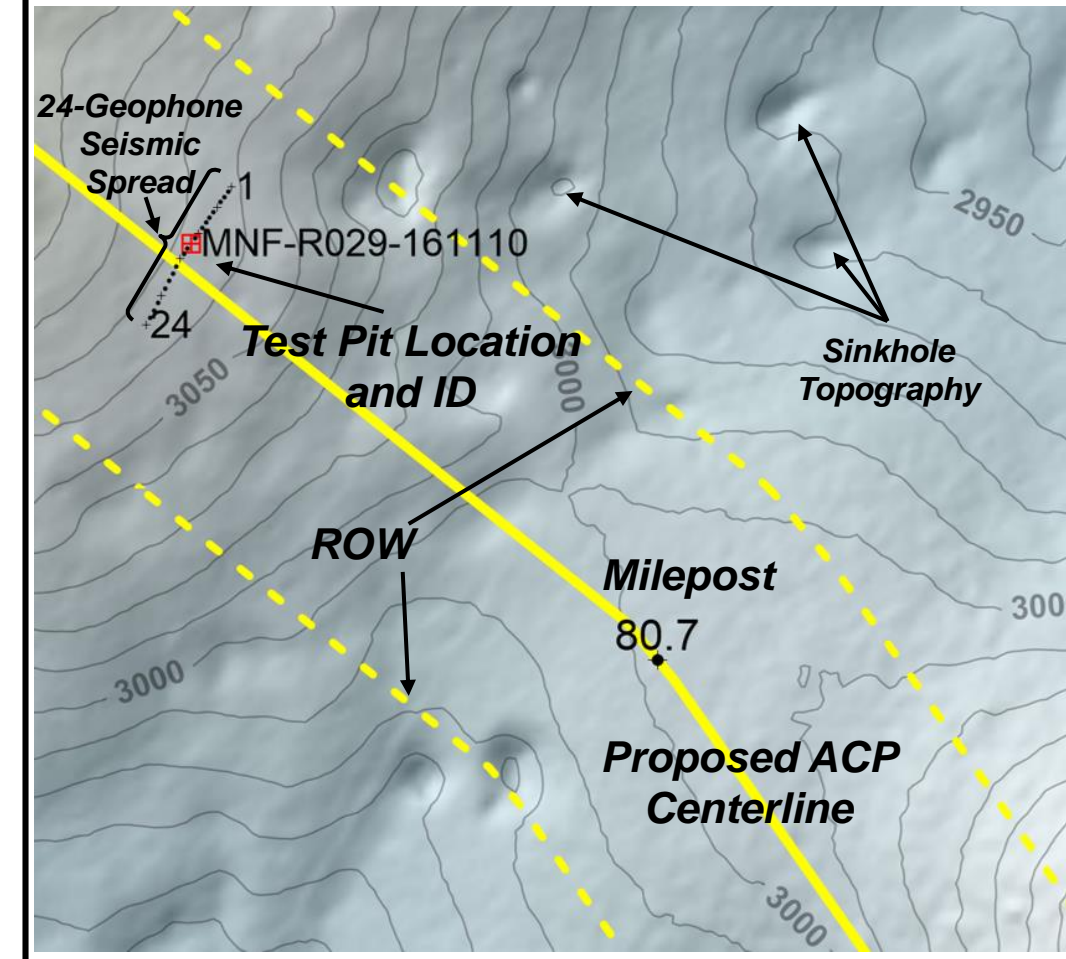 24-Geophone
Seismic
Spread
1
MNF-R029-161110
24
2950
Test Pit Location
and ID
3050
3000
Sinkhole
Topography
ROW
Milepost
80.7
300
3000
Proposed ACP
Centerline
3000